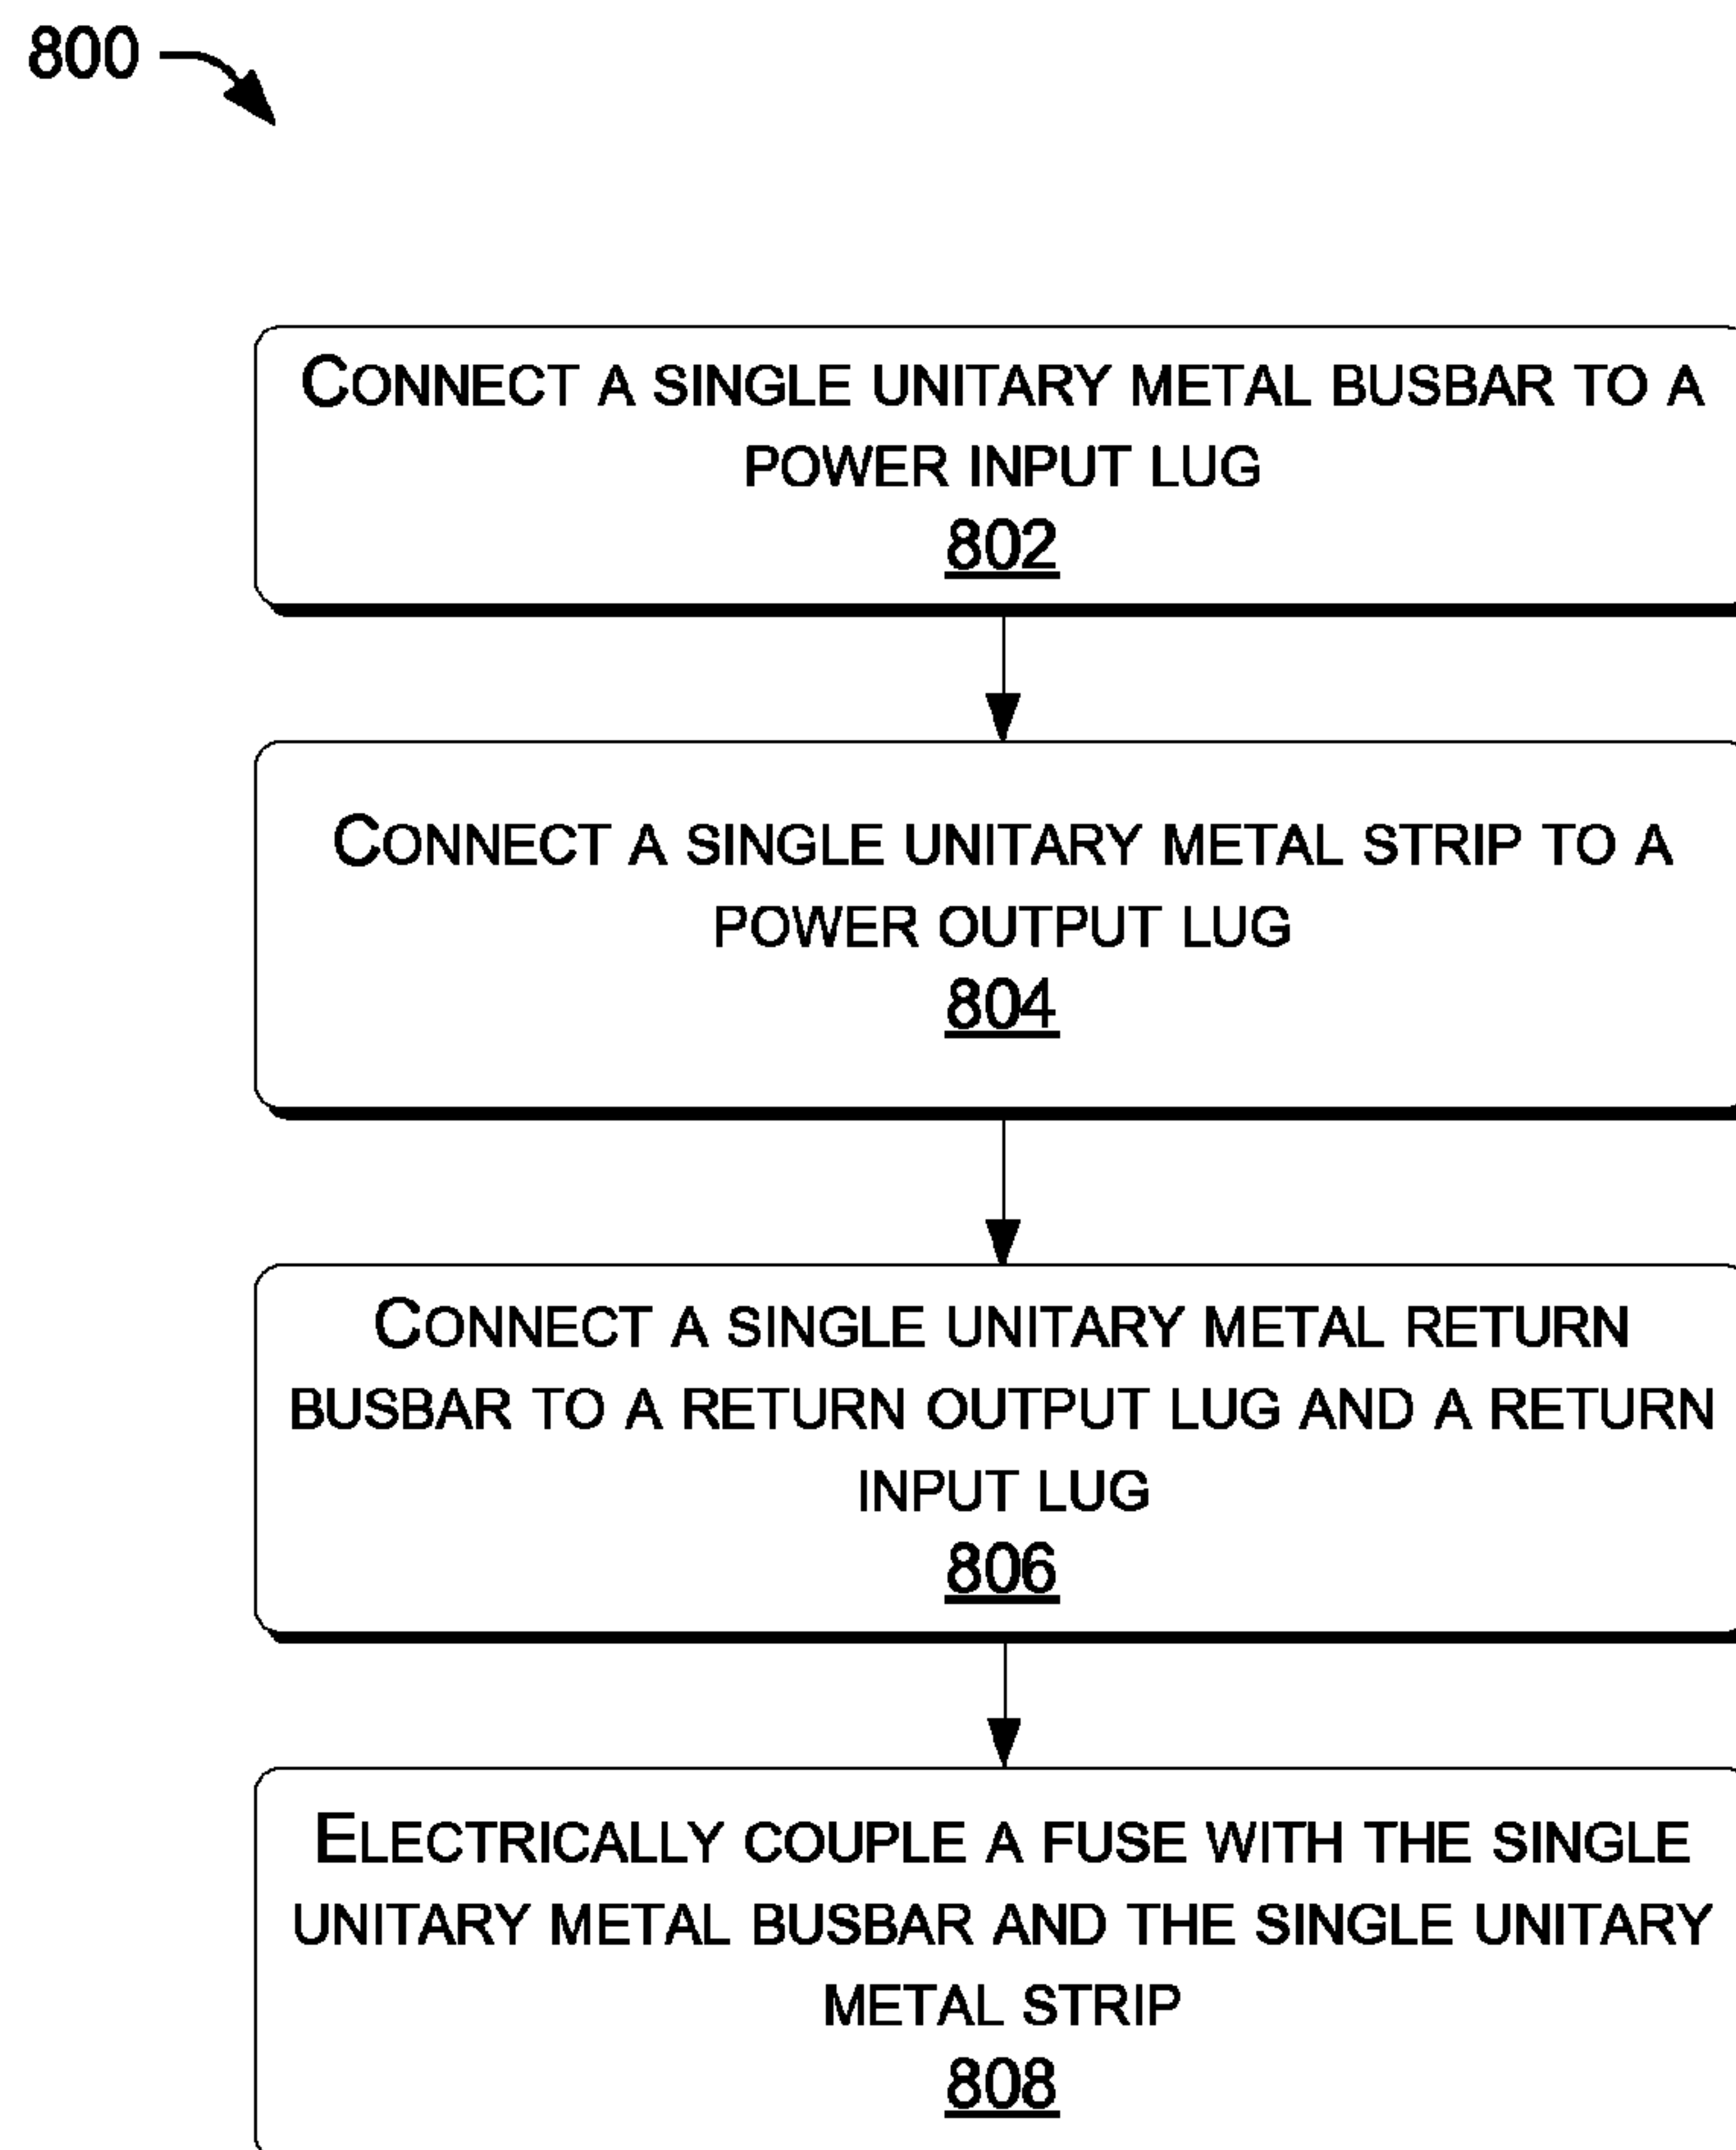 800
CONNECT A SINGLE UNITARY METAL BUSBAR TO A
POWER INPUT LUG
802
CONNECT A SINGLE UNITARY METAL STRIP TO A
POWER OUTPUT LUG
804
CONNECT A SINGLE UNITARY METAL RETURN
BUSBAR TO A RETURN OUTPUT LUG AND A RETURN
INPUT LUG
806
ELECTRICALLY COUPLE A FUSE WITH THE SINGLE
UNITARY METAL BUSBAR AND THE SINGLE UNITARY
METAL STRIP
808